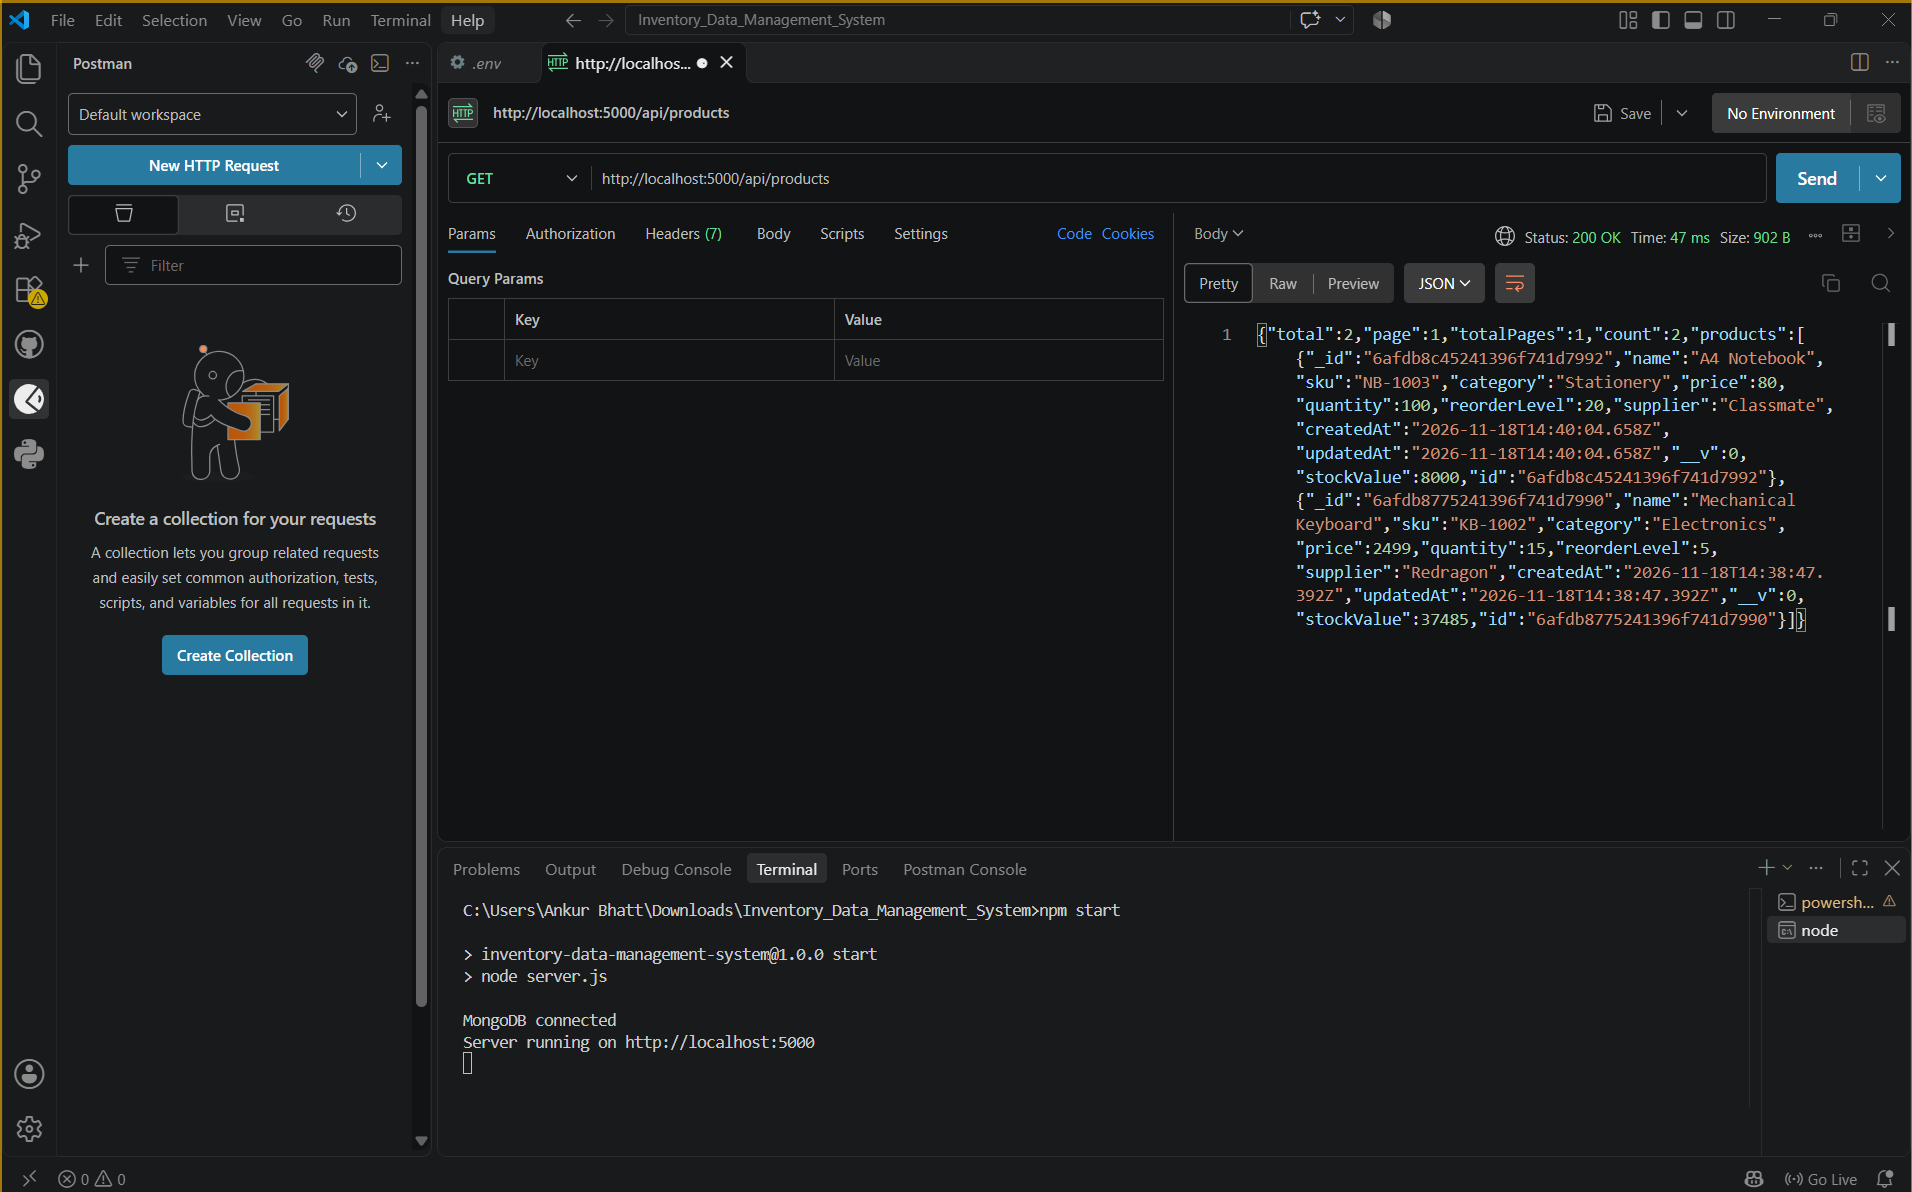 File Edit Selection View Go Run Terminal Help
Inventory_Data_Management_System
Postman
Default workspace
New HTTP Request
Filter
Create a collection for your requests
A collection lets you group related requests
and easily set common authorization, tests,
scripts, and variables for all requests in it.
Create Collection
.env
HTTP http://localhos...
HTTP http://localhost:5000/api/products
Save
No Environment
GET http://localhost:5000/api/products
Send
Params Authorization Headers (7) Body Scripts Settings Code Cookies
Query Params
Key Value
Key Value
Body
Status: 200 OK Time: 47 ms Size: 902 B
Pretty Raw Preview JSON
1 {"total":2,"page":1,"totalPages":1,"count":2,"products":[
{"_id":"6afdb8c45241396f741d7992","name":"A4 Notebook",
"sku":"NB-1003","category":"Stationery","price":80,
"quantity":100,"reorderLevel":20,"supplier":"Classmate",
"createdAt":"2026-11-18T14:40:04.658Z",
"updatedAt":"2026-11-18T14:40:04.658Z","__v":0,
"stockValue":8000,"id":"6afdb8c45241396f741d7992"},
{"_id":"6afdb8775241396f741d7990","name":"Mechanical
Keyboard","sku":"KB-1002","category":"Electronics",
"price":2499,"quantity":15,"reorderLevel":5,
"supplier":"Redragon","createdAt":"2026-11-18T14:38:47.
392Z","updatedAt":"2026-11-18T14:38:47.392Z","__v":0,
"stockValue":37485,"id":"6afdb8775241396f741d7990"}]}
Problems Output Debug Console Terminal Ports Postman Console
C:\Users\Ankur Bhatt\Downloads\Inventory_Data_Management_System>npm start
> inventory-data-management-system@1.0.0 start
> node server.js
MongoDB connected
Server running on http://localhost:5000
powersh...
node
0 0
Go Live